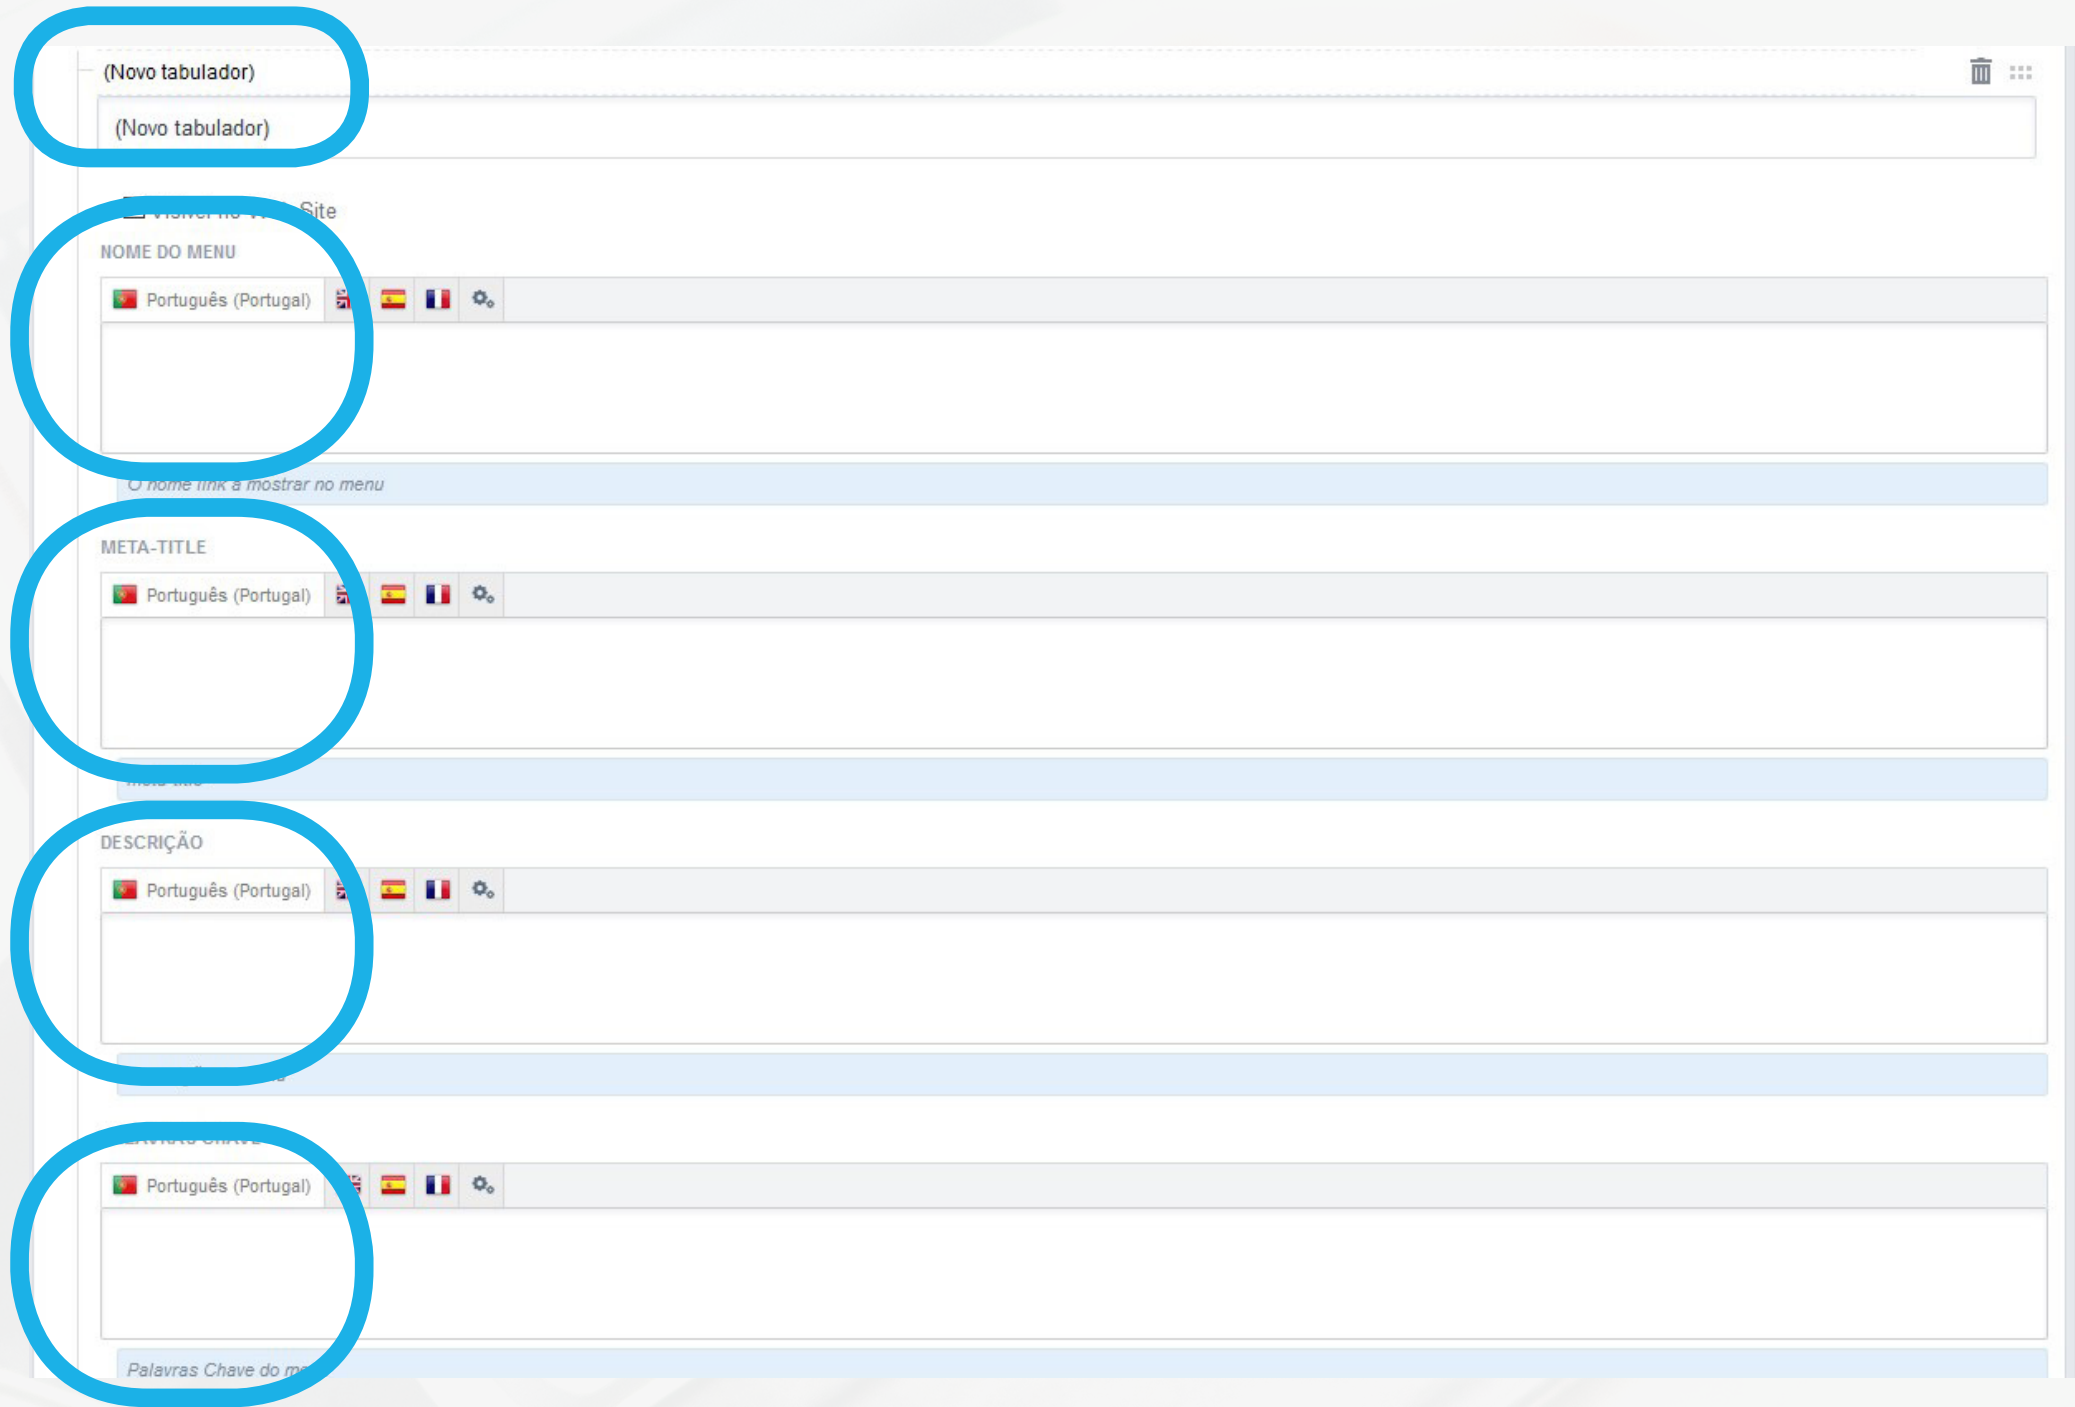 (Novo tabulador)
(Novo tabulador)
Site
NOME DO MENU
Português (Portugal)
O nome link a mostrar no menu
META-TITLE
Português (Portugal)
DESCRIÇÃO
Português (Portugal)
Português (Portugal)
Palavras Chave do